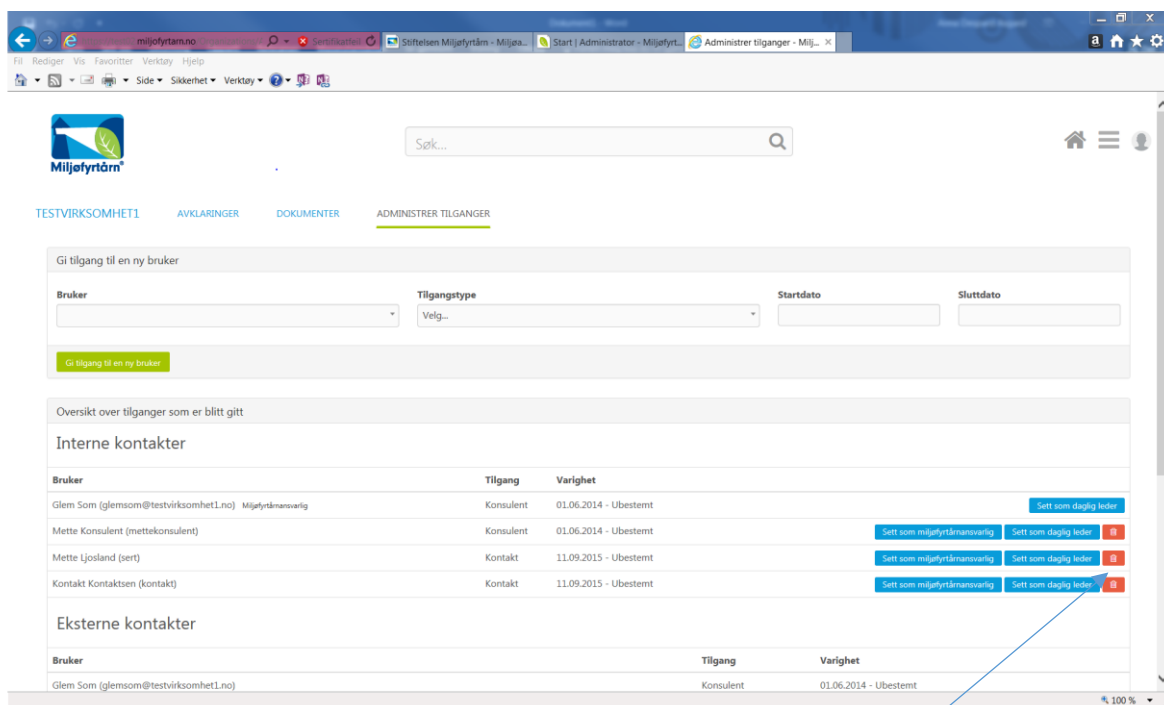 miljofyrtarn.no Sertifikatfeil Stiftelsen Miljøfyrtårn - Miljøa... Start | Administrator - Miljøfyrt... Administrer tilganger - Milj...
Fil Rediger Vis Favoritter Verktøy Hjelp
Side Sikkerhet Verktøy
Miljøfyrtårn®
Søk...
TESTVIRKSOMHET1 AVKLARINGER DOKUMENTER ADMINISTRER TILGANGER
Gi tilgang til en ny bruker
Bruker Tilgangstype Startdato Sluttdato
Velg...
Gi tilgang til en ny bruker
Oversikt over tilganger som er blitt gitt
Interne kontakter
Bruker Tilgang Varighet
Glem Som (glemsom@testvirksomhet1.no) Miljøfyrtårnansvarlig Konsulent 01.06.2014 - Ubestemt Sett som daglig leder
Mette Konsulent (mettekonsulent) Konsulent 01.06.2014 - Ubestemt Sett som miljøfyrtårnansvarlig Sett som daglig leder
Mette Ljosland (sert) Kontakt 11.09.2015 - Ubestemt Sett som miljøfyrtårnansvarlig Sett som daglig leder
Kontakt Kontaktsen (kontakt) Kontakt 11.09.2015 - Ubestemt Sett som miljøfyrtårnansvarlig Sett som daglig leder
Eksterne kontakter
Bruker Tilgang Varighet
Glem Som (glemsom@testvirksomhet1.no) Konsulent 01.06.2014 - Ubestemt
100 %